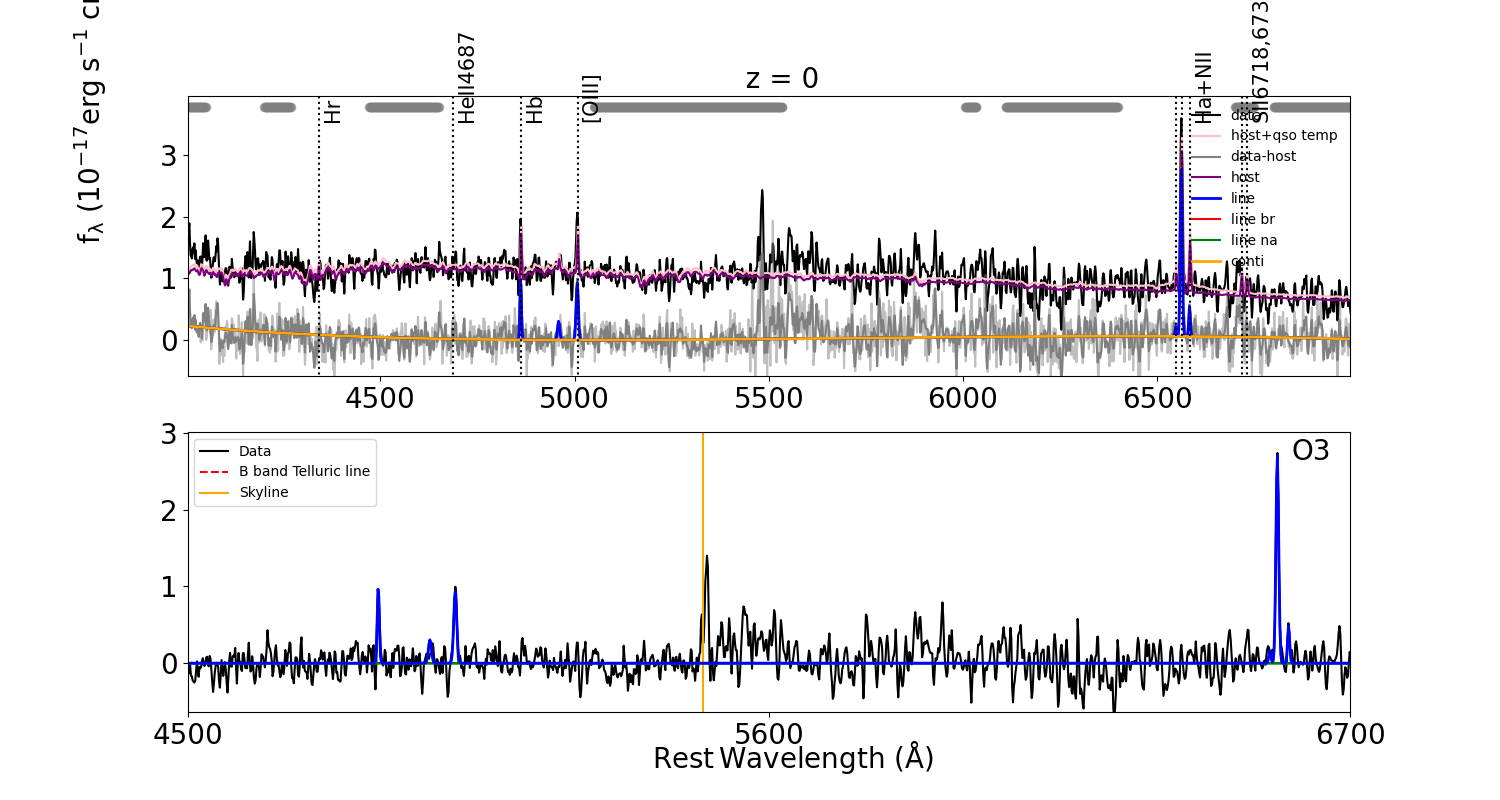 z = 0
Hr
HeII4687
Hb
[OIII]
Ha+NII
SII6718,673
f_λ (10^−17 erg s^−1 c
3
2
1
0
data
host+qso temp
data-host
host
line
line br
line na
conti
4500
5000
5500
6000
6500
3
2
1
0
Data
B band Telluric line
Skyline
O3
4500
5600
6700
Rest Wavelength (Å)